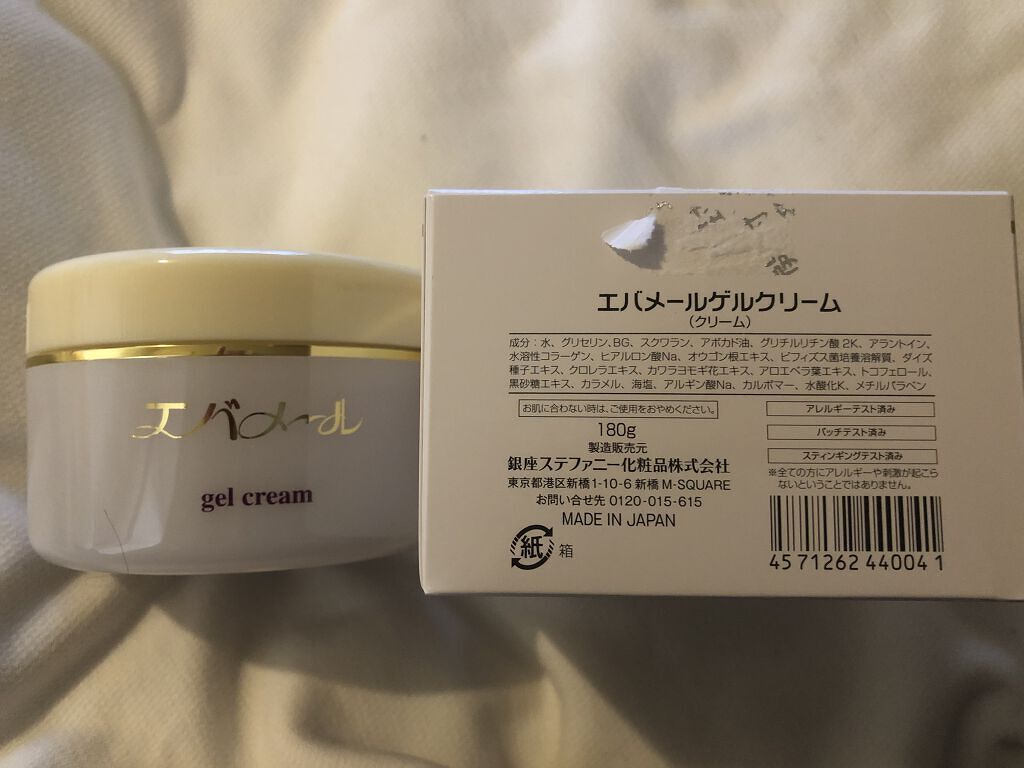 エバメール
gel cream
エバメールゲルクリーム
(クリーム)
成分：水、グリセリン、BG、スクワラン、アボカド油、グリチルリチン酸2K、アラントイン、
水溶性コラーゲン、ヒアルロン酸Na、オウゴン根エキス、ビフィズス菌培養溶解質、ダイズ
種子エキス、クロレラエキス、カワラヨモギ花エキス、アロエベラ葉エキス、トコフェロール、
黒砂糖エキス、カラメル、海塩、アルギン酸Na、カルボマー、水酸化K、メチルパラベン
お肌に合わない時は、ご使用をおやめください。
180g
製造販売元
銀座ステファニー化粧品株式会社
東京都港区新橋1-10-6 新橋 M-SQUARE
お問い合せ先 0120-015-615
MADE IN JAPAN
紙 箱
アレルギーテスト済み
パッチテスト済み
スティンギングテスト済み
※全ての方にアレルギーや刺激が起こら
ないということではありません。
4571262440041